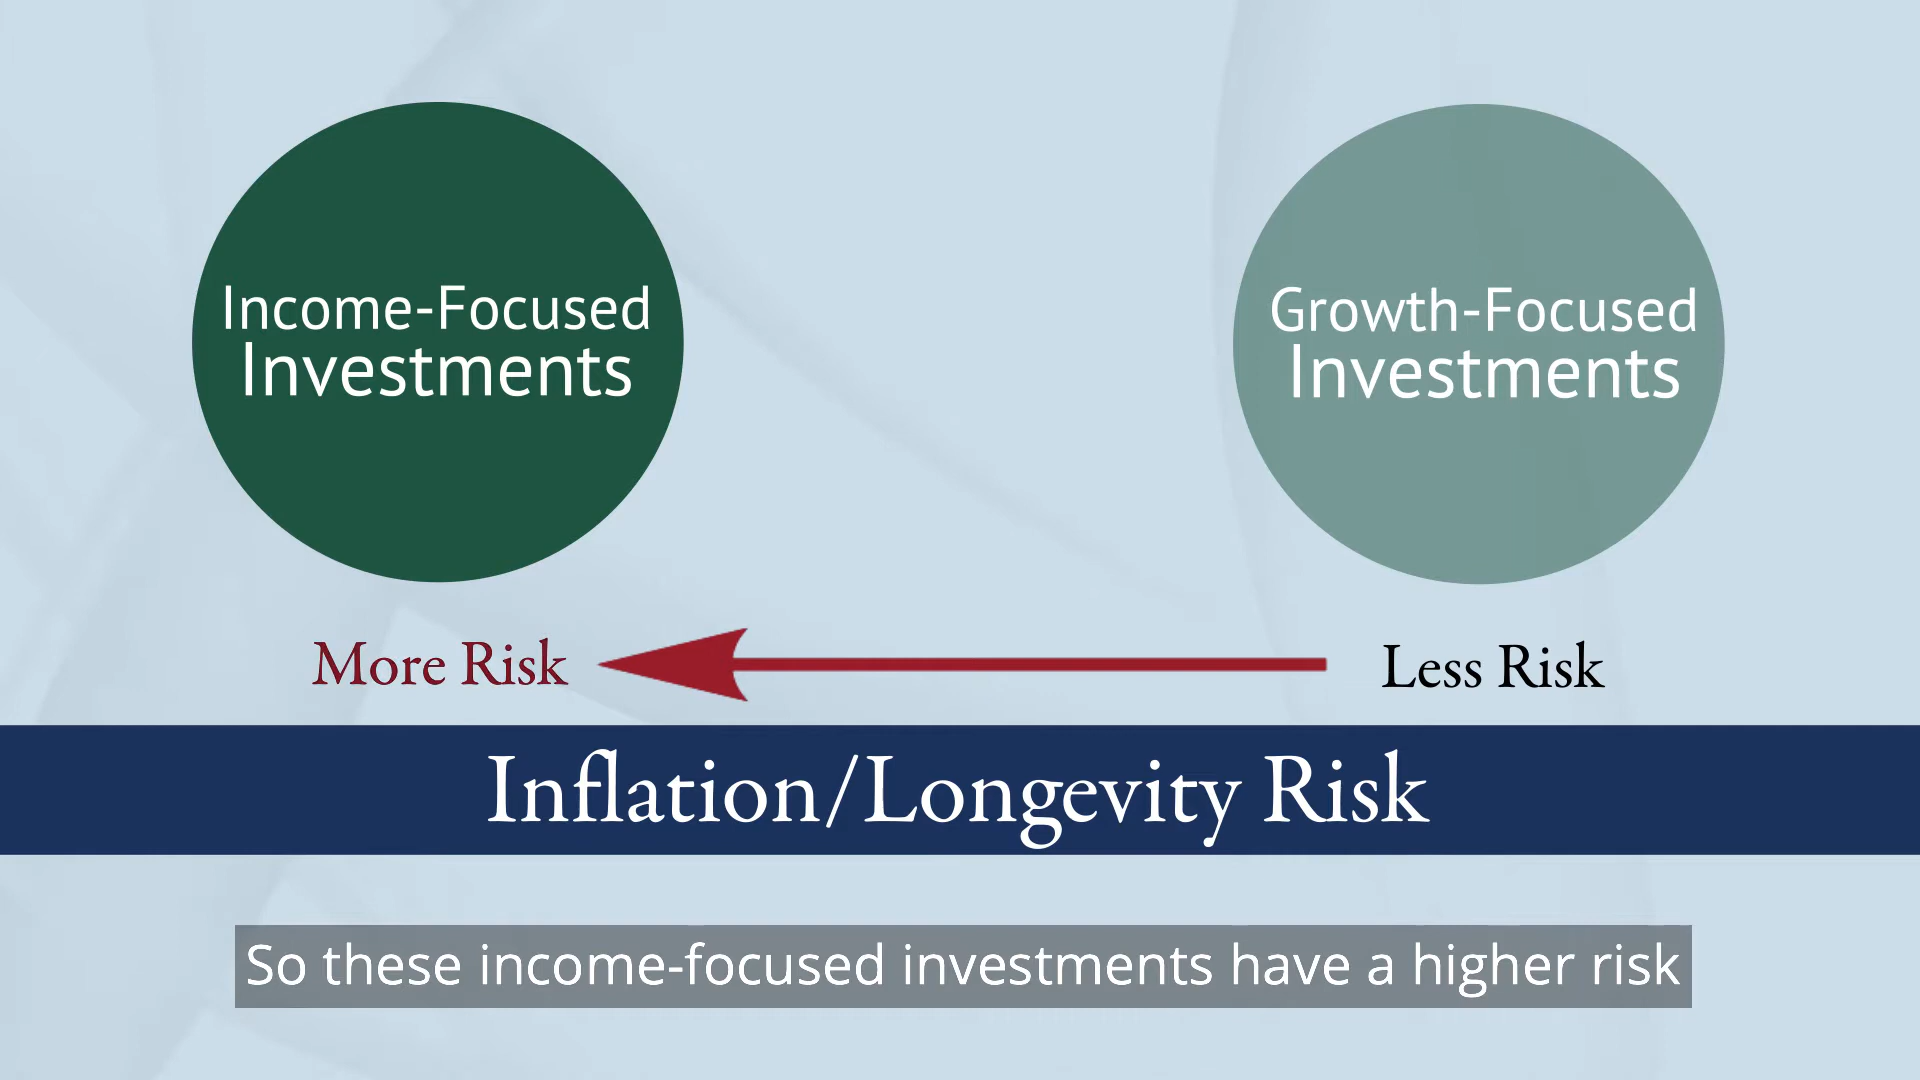 Income-Focused
Investments
Growth-Focused
Investments
More Risk
Less Risk
Inflation/Longevity Risk
So these income-focused investments have a higher risk